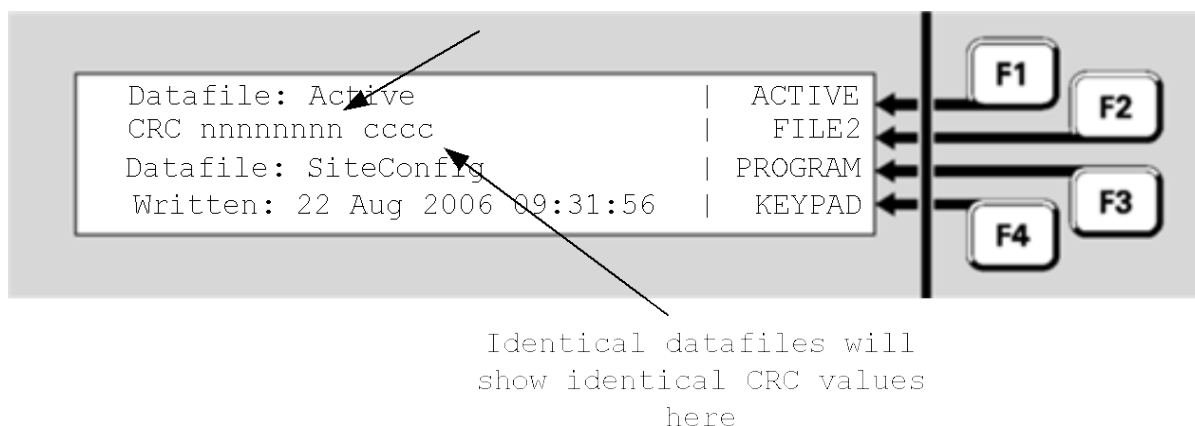 Datafile: Active | ACTIVE
CRC nnnnnnnn cccc | FILE2
Datafile: SiteConfig | PROGRAM
Written: 22 Aug 2006 09:31:56 | KEYPAD
F1
F2
F3
F4
Identical datafiles will
show identical CRC values
here